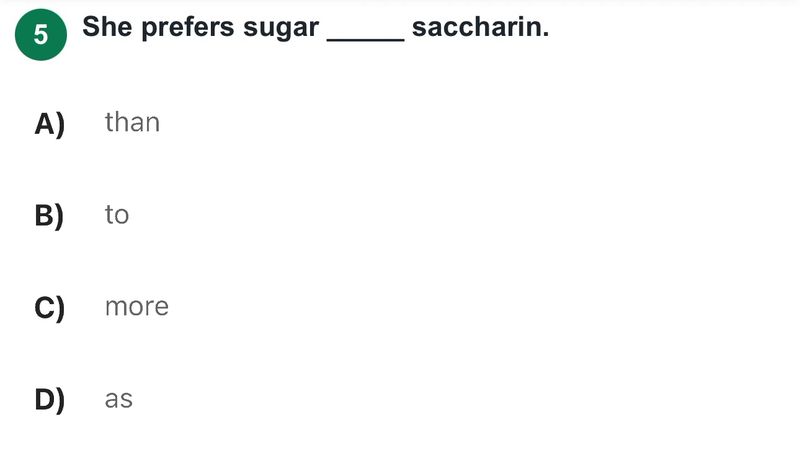 5 She prefers sugar _____ saccharin.
A) than
B) to
C) more
D) as